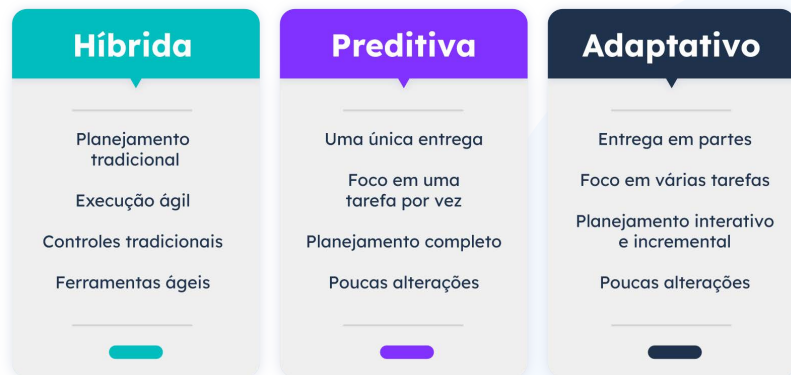 Híbrida
Planejamento
tradicional
Execução ágil
Controles tradicionais
Ferramentas ágeis
Preditiva
Uma única entrega
Foco em uma
tarefa por vez
Planejamento completo
Poucas alterações
Adaptativo
Entrega em partes
Foco em várias tarefas
Planejamento interativo
e incremental
Poucas alterações